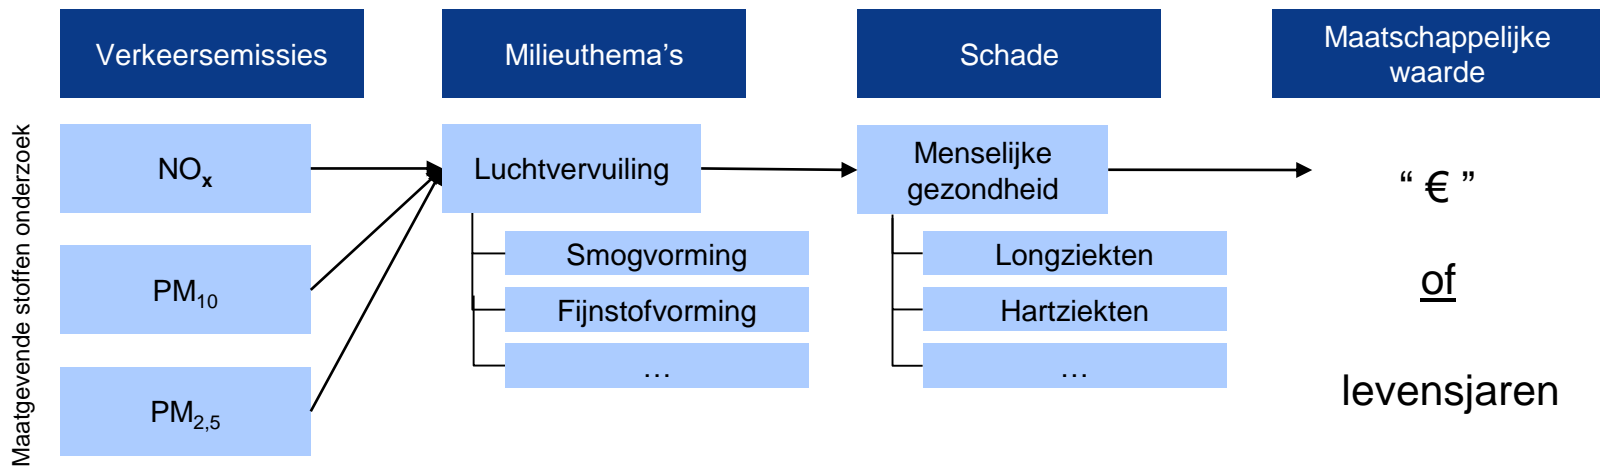 Verkeersemissies
Milieuthema’s
Schade
Maatschappelijke
waarde
Maatgevende stoffen onderzoek
NOx
PM10
PM2,5
Luchtvervuiling
Smogvorming
Fijnstofvorming
…
Menselijke
gezondheid
Longziekten
Hartziekten
…
“ € ”
of
levensjaren